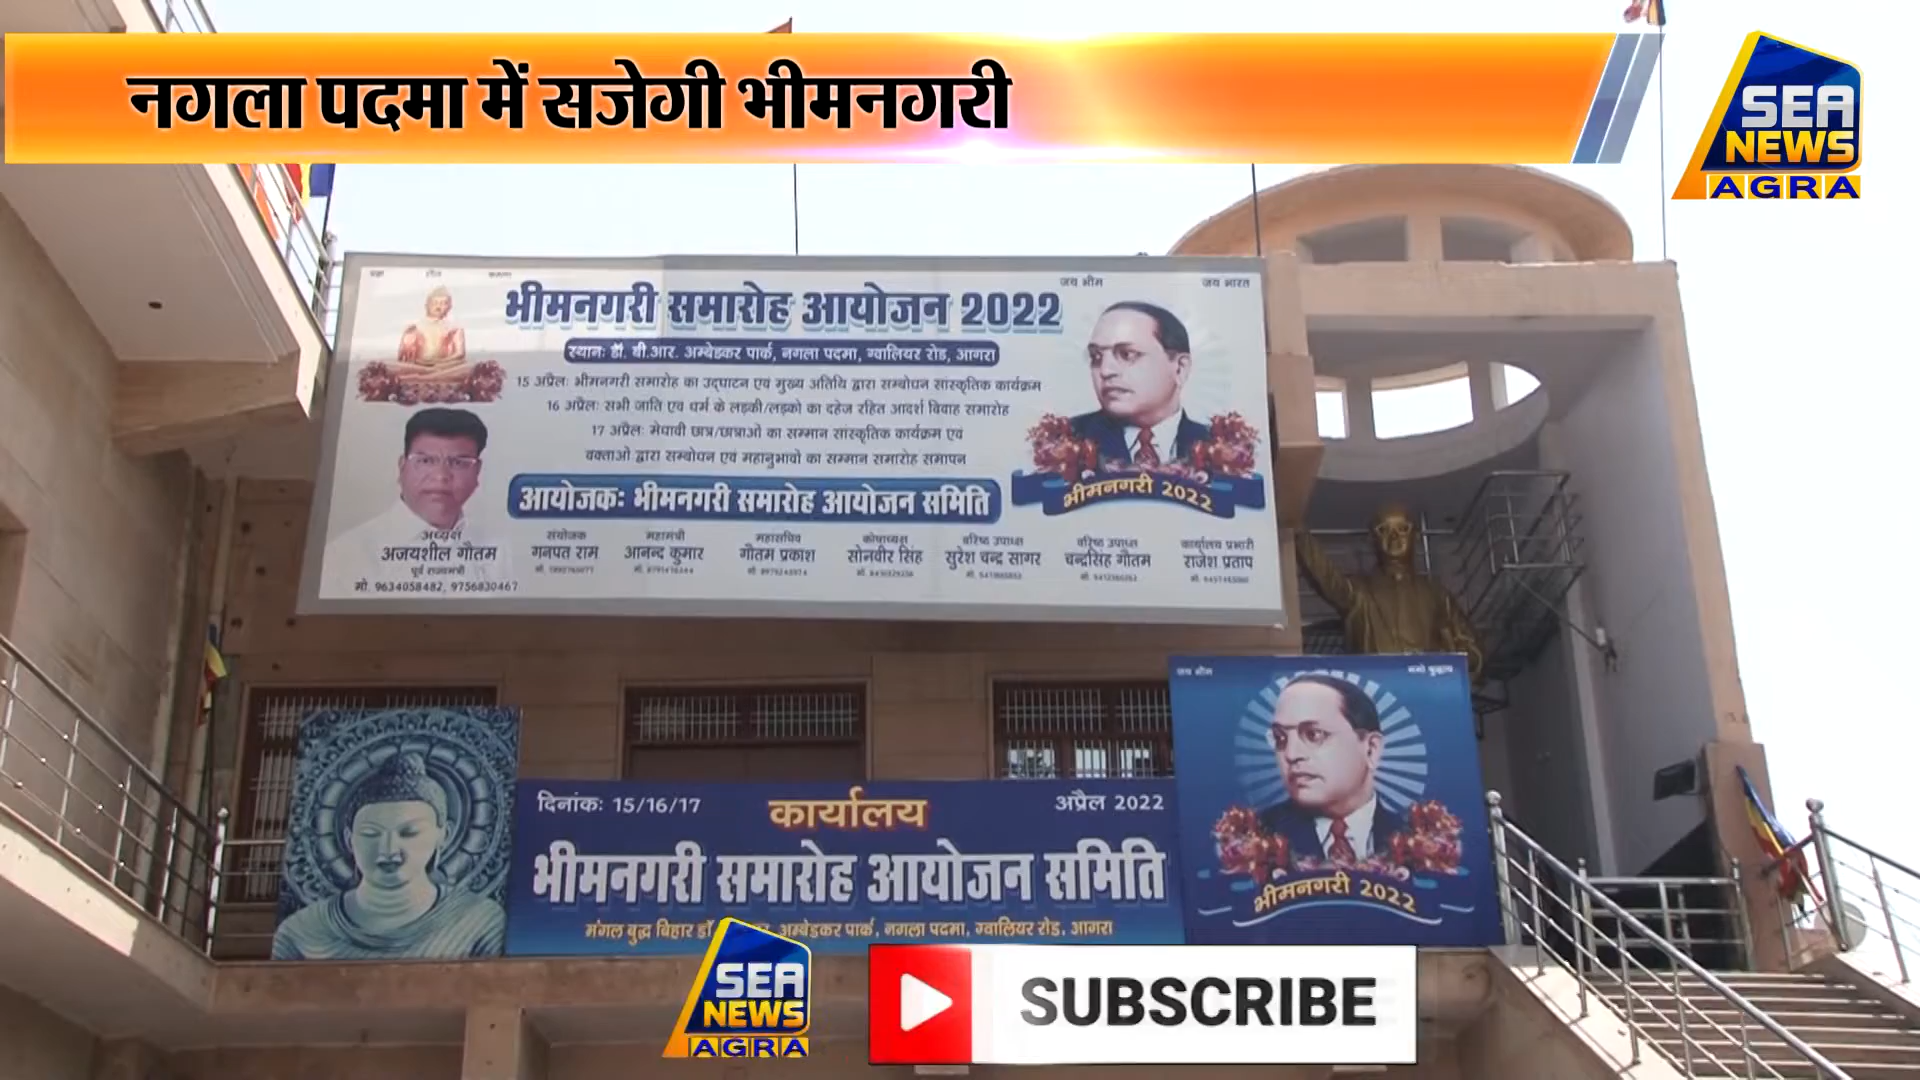 नगला पदमा में सजेगी भीमनगरी
SEA
NEWS
AGRA
जय भीम
जय भारत
भीमनगरी समारोह आयोजन 2022
स्थानः डॉ. बी.आर. अम्बेडकर पार्क, नगला पदमा, ग्वालियर रोड, आगरा
15 अप्रैलः भीमनगरी समारोह का उद्घाटन एवं मुख्य अतिथि द्वारा सम्बोधन सांस्कृतिक कार्यक्रम
16 अप्रैलः सभी जाति एवं धर्म के लड़की/लड़को का दहेज रहित आदर्श विवाह समारोह
17 अप्रैलः मेधावी छात्र/छात्राओं का सम्मान सांस्कृतिक कार्यक्रम एवं
वक्ताओं द्वारा सम्बोधन एवं महानुभावों का सम्मान समारोह समापन
आयोजकः भीमनगरी समारोह आयोजन समिति
भीमनगरी 2022
अध्यक्ष
अजयशील गौतम
पूर्व राज्यमंत्री
मो. 9634058482, 9756830467
संयोजक
गनपत राम
महामंत्री
आनन्द कुमार
महासचिव
गौतम प्रकाश
कोषाध्यक्ष
सोनवीर सिंह
वरिष्ठ उपाध्यक्ष
सुरेश चन्द्र सागर
वरिष्ठ उपाध्यक्ष
चन्द्रसिंह गौतम
कार्यालय प्रभारी
राजेश प्रताप
दिनांकः 15/16/17
कार्यालय
अप्रैल 2022
भीमनगरी समारोह आयोजन समिति
मंगल बुद्ध विहार डॉ अम्बेडकर पार्क, नगला पदमा, ग्वालियर रोड, आगरा
जय भीम
नमो बुद्धाय
भीमनगरी 2022
SEA
NEWS
AGRA
SUBSCRIBE